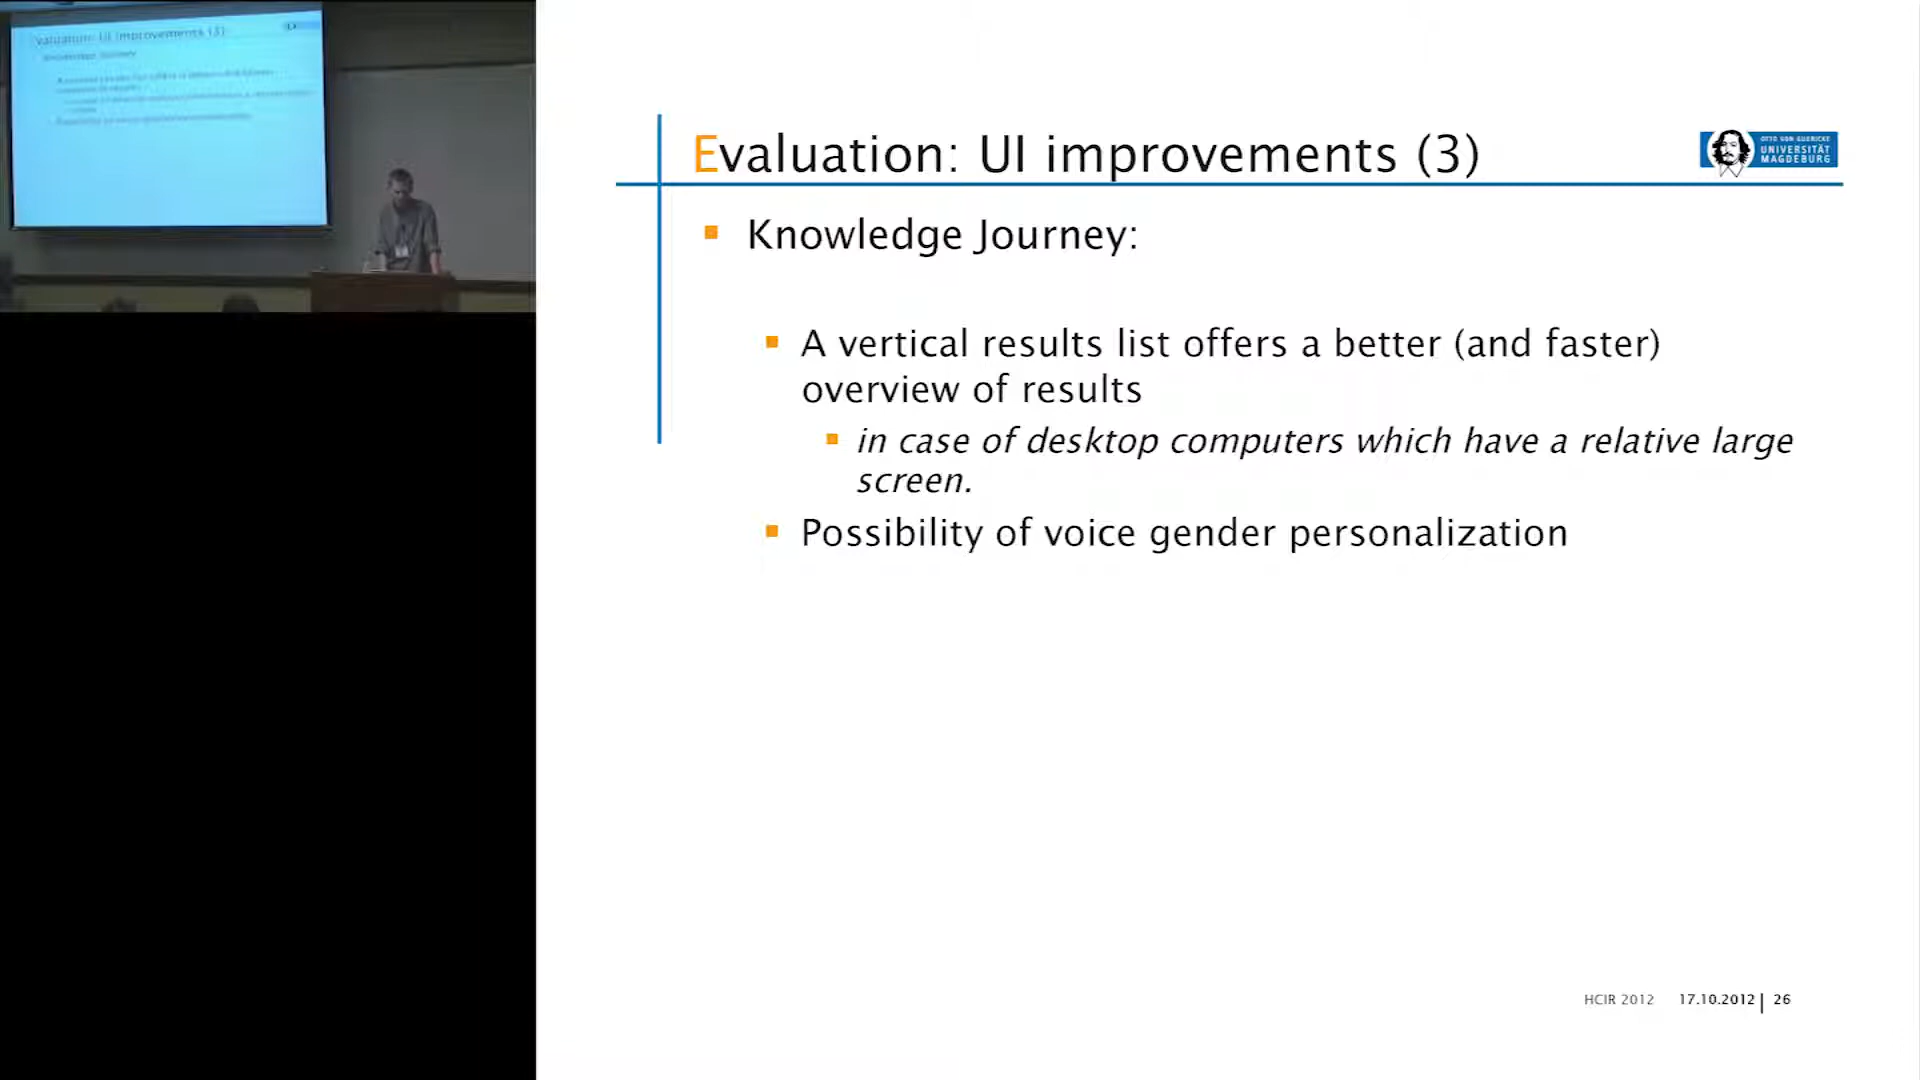 Evaluation: UI improvements (3)
OTTO VON GUERICKE
UNIVERSITÄT
MAGDEBURG
Knowledge Journey:
A vertical results list offers a better (and faster)
overview of results
in case of desktop computers which have a relative large
screen.
Possibility of voice gender personalization
HCIR 2012 17.10.2012 | 26